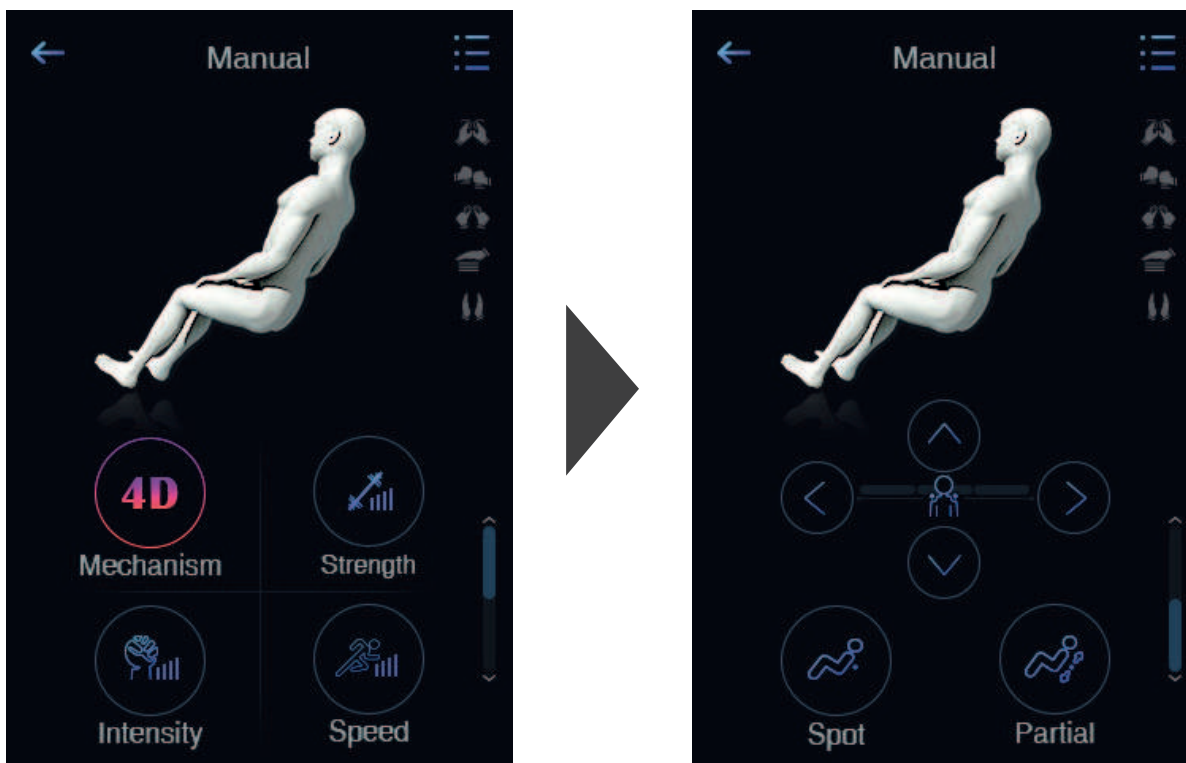 Manual
4D
Mechanism
Strength
Intensity
Speed
Manual
Spot
Partial